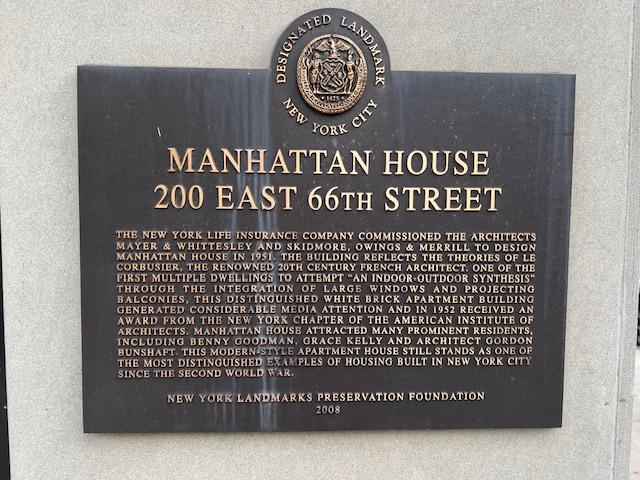 DESIGNATED LANDMARK
1625
NEW YORK CITY
MANHATTAN HOUSE
200 EAST 66TH STREET
THE NEW YORK LIFE INSURANCE COMPANY COMMISSIONED THE ARCHITECTS
MAYER & WHITTESLEY AND SKIDMORE, OWINGS & MERRILL TO DESIGN
MANHATTAN HOUSE IN 1951. THE BUILDING REFLECTS THE THEORIES OF LE
CORBUSIER, THE RENOWNED 20TH CENTURY FRENCH ARCHITECT. ONE OF THE
FIRST MULTIPLE DWELLINGS TO ATTEMPT "AN INDOOR-OUTDOOR SYNTHESIS"
THROUGH THE INTEGRATION OF LARGE WINDOWS AND PROJECTING
BALCONIES, THIS DISTINGUISHED WHITE BRICK APARTMENT BUILDING
GENERATED CONSIDERABLE MEDIA ATTENTION AND IN 1952 RECEIVED AN
AWARD FROM THE NEW YORK CHAPTER OF THE AMERICAN INSTITUTE OF
ARCHITECTS. MANHATTAN HOUSE ATTRACTED MANY PROMINENT RESIDENTS,
INCLUDING BENNY GOODMAN, GRACE KELLY AND ARCHITECT GORDON
BUNSHAFT. THIS MODERN-STYLE APARTMENT HOUSE STILL STANDS AS ONE OF
THE MOST DISTINGUISHED EXAMPLES OF HOUSING BUILT IN NEW YORK CITY
SINCE THE SECOND WORLD WAR.
NEW YORK LANDMARKS PRESERVATION FOUNDATION
2008